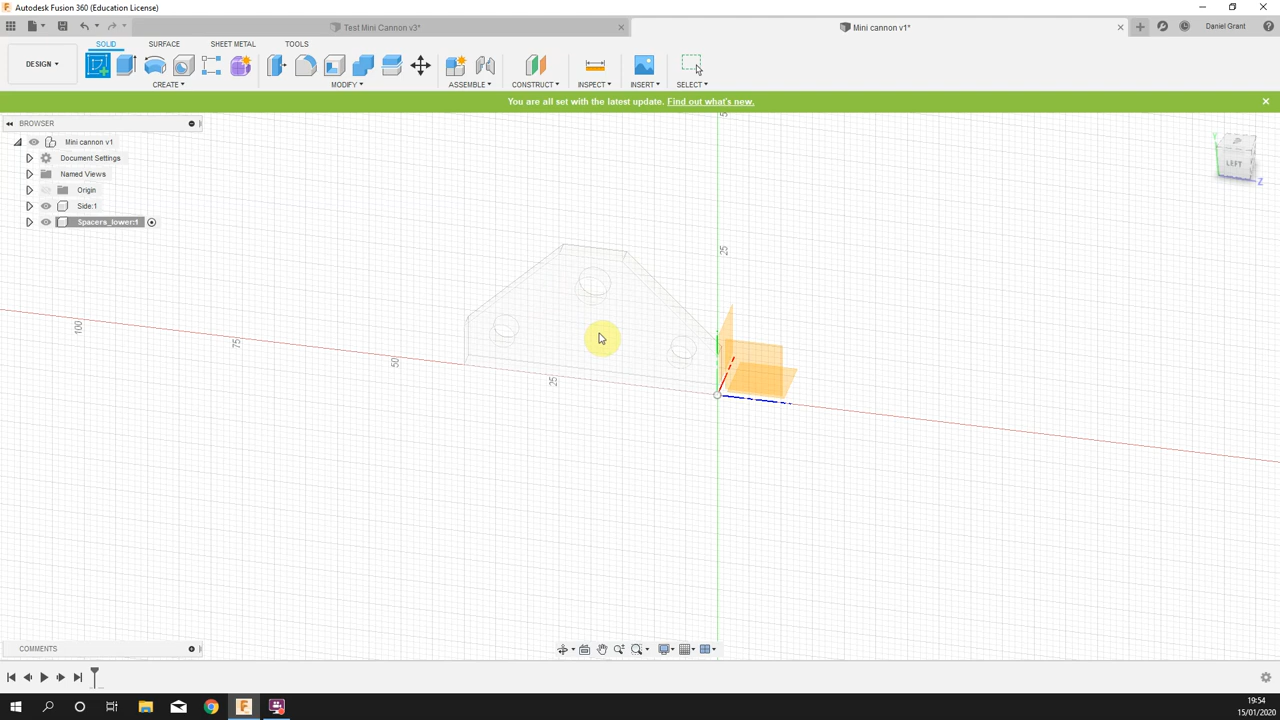 Autodesk Fusion 360 (Education License)
Test Mini Cannon v3*
Mini cannon v1*
Daniel Grant
SOLID
SURFACE
SHEET METAL
TOOLS
DESIGN
CREATE
MODIFY
ASSEMBLE
CONSTRUCT
INSPECT
INSERT
SELECT
You are all set with the latest update. Find out what's new.
BROWSER
Mini cannon v1
Document Settings
Named Views
Origin
Side:1
Spacers_lower:1
LEFT
Y
Z
25
100
75
50
25
COMMENTS
19:54
15/01/2020